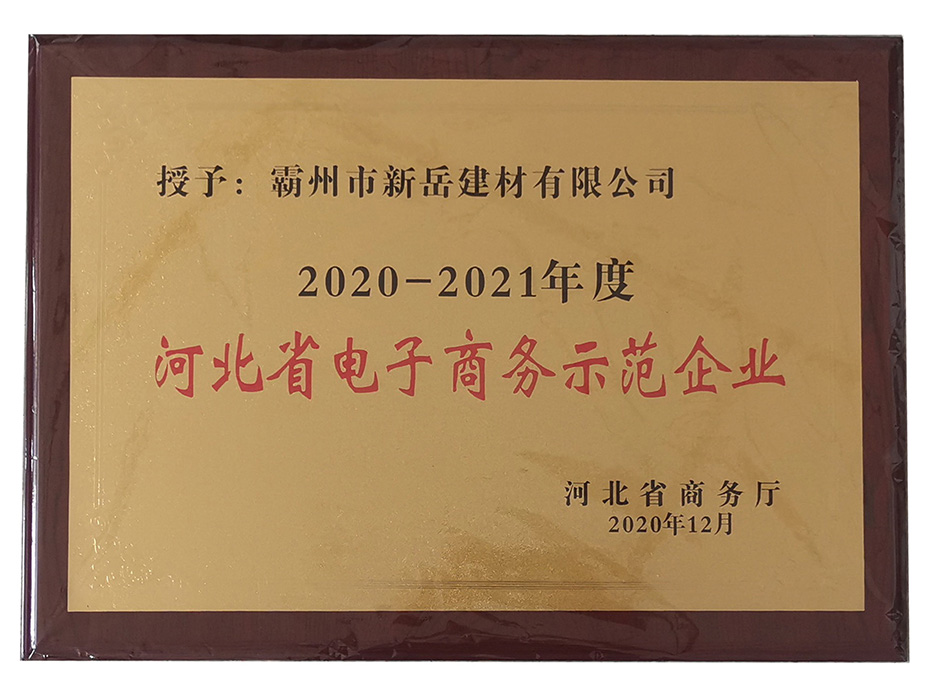 授予：霸州市新岳建材有限公司
2020-2021年度
河北省电子商务示范企业
河北省商务厅
2020年12月